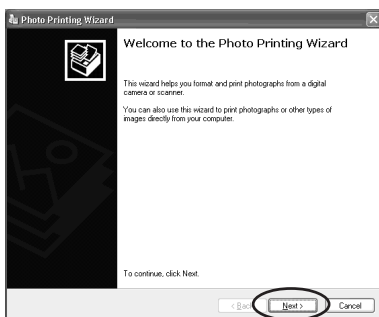 Photo Printing Wizard
Welcome to the Photo Printing Wizard
This wizard helps you format and print photographs from a digital
camera or scanner.
You can also use this wizard to print photographs or other types of
images directly from your computer.
To continue, click Next.
< Back Next > Cancel